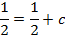 1/2 = 1/2 + c